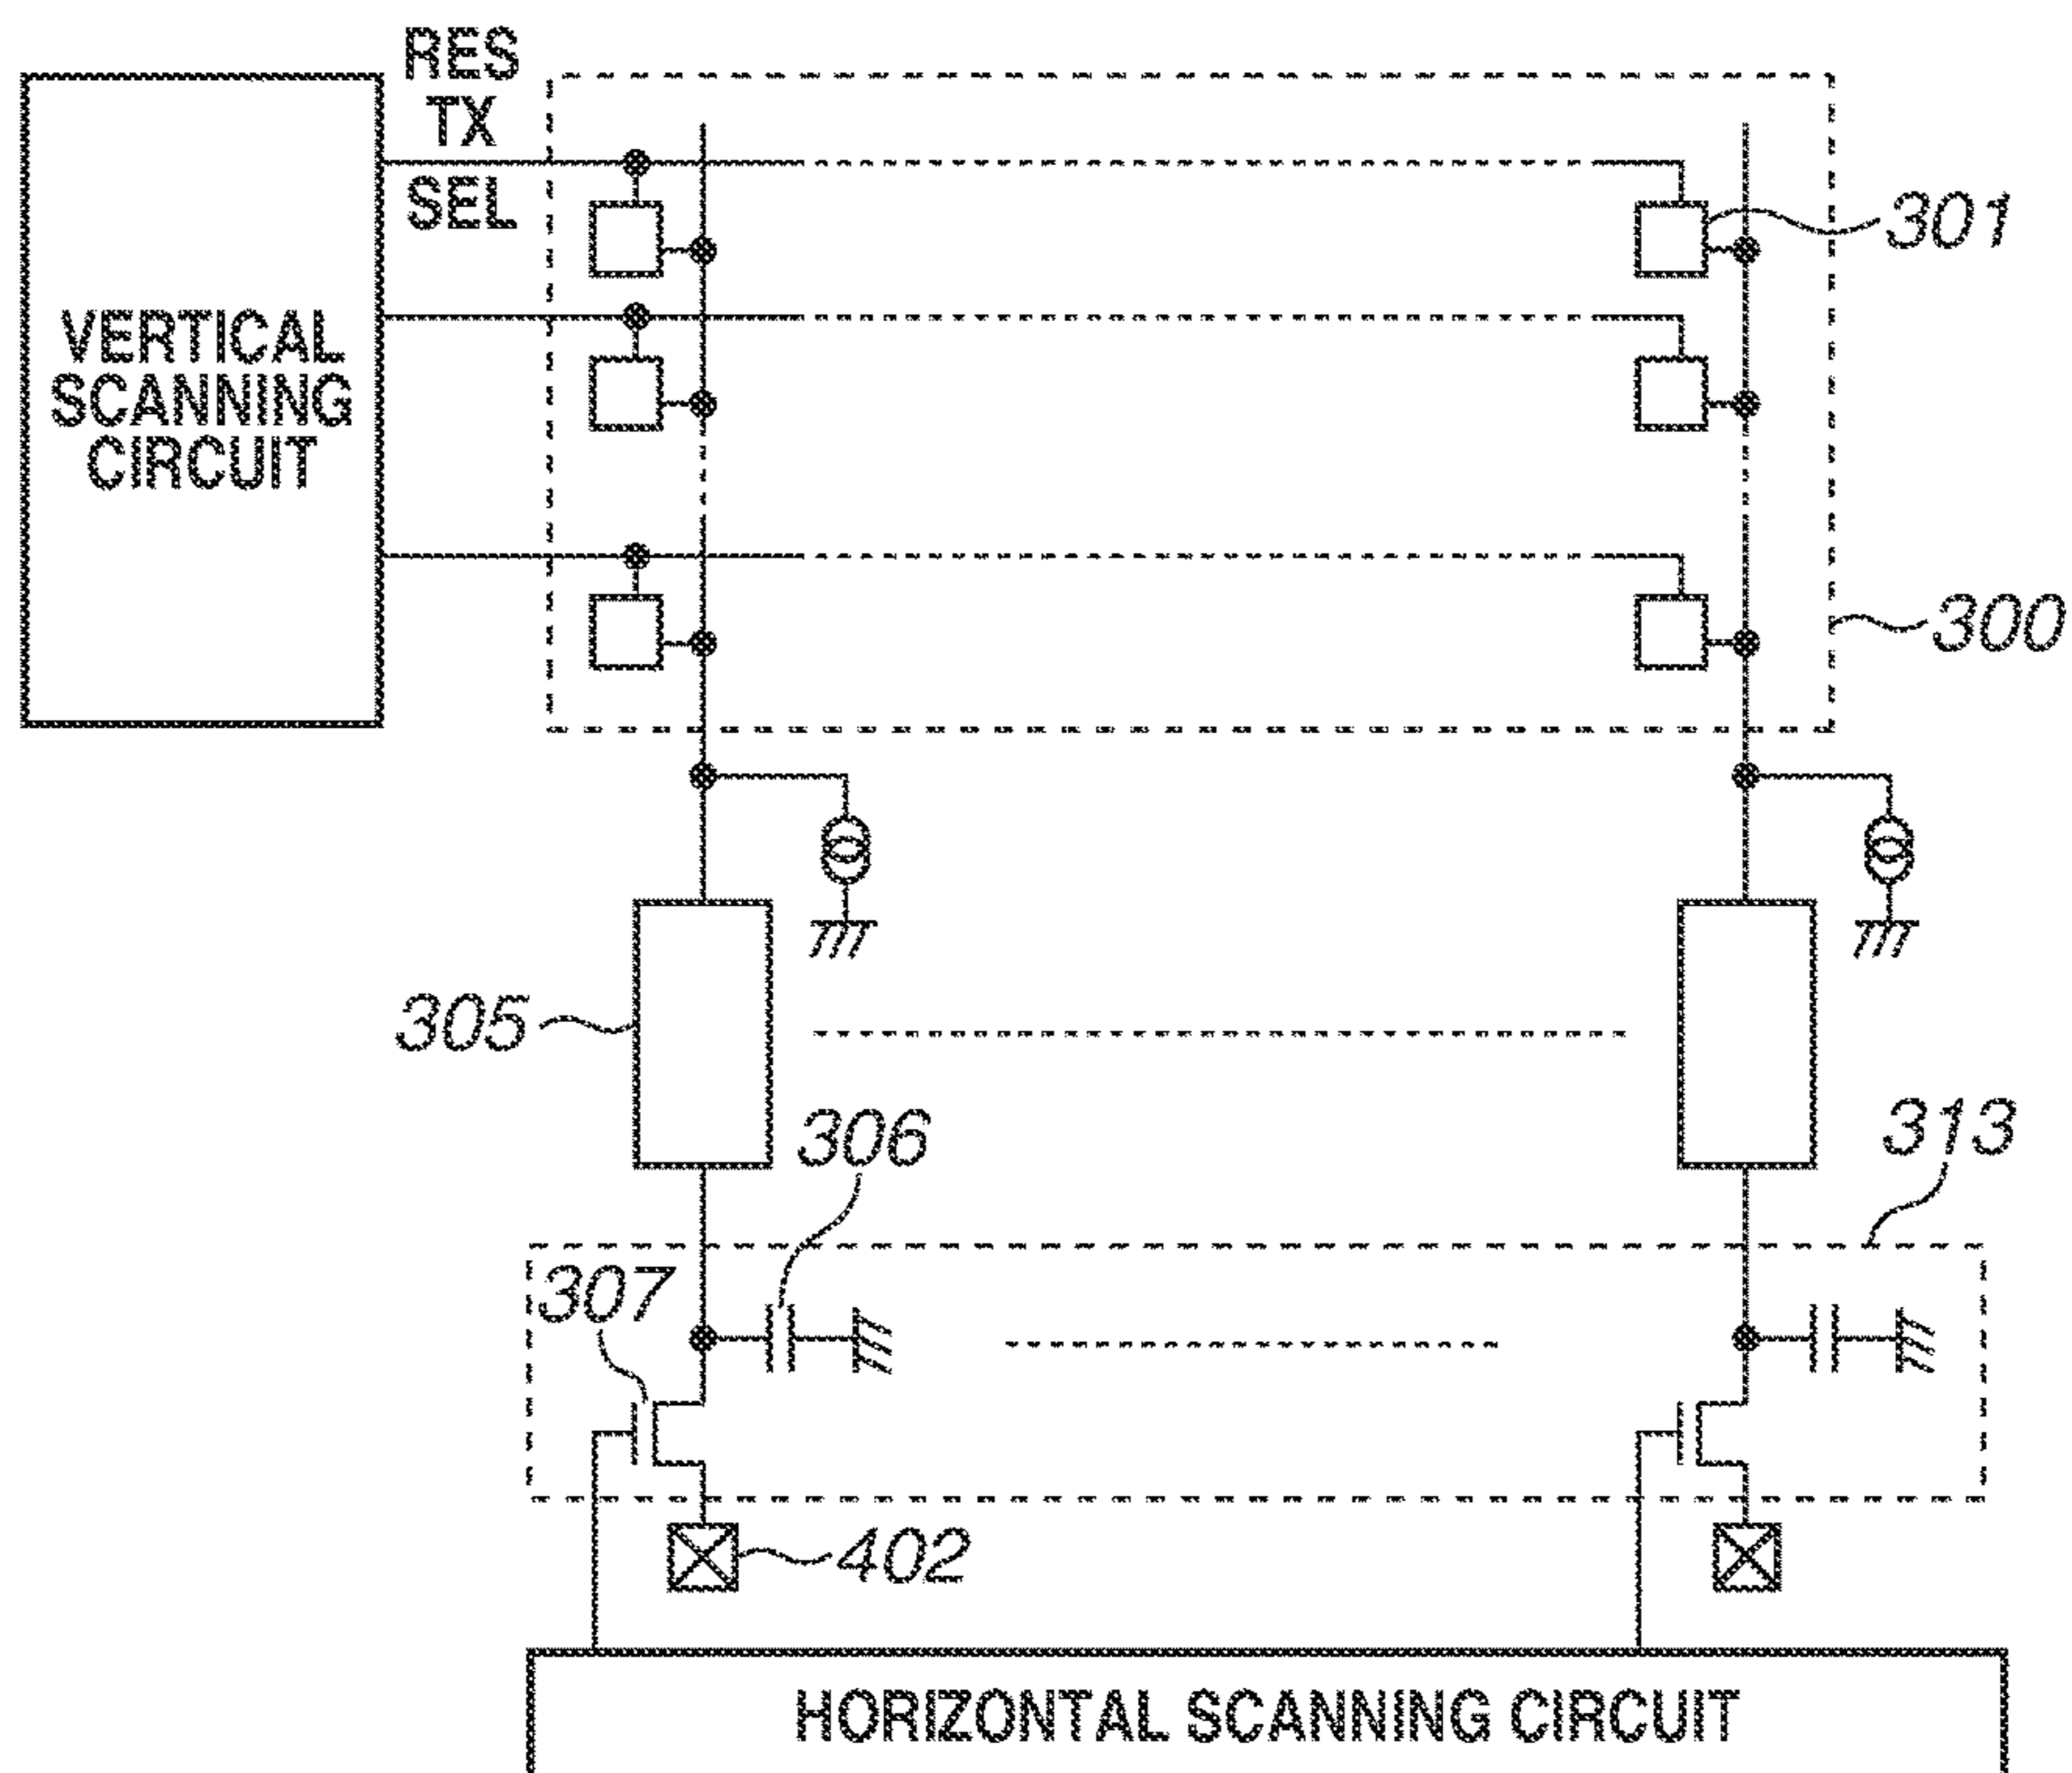 RES
TX
SEL
301
VERTICAL
SCANNING
CIRCUIT
300
305
306
313
307
402
HORIZONTAL SCANNING CIRCUIT